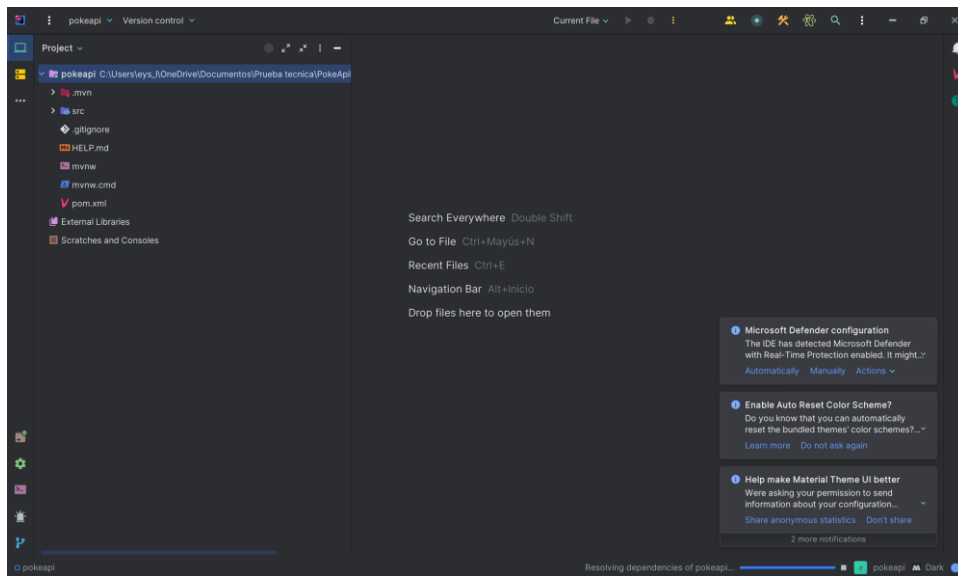 pokeapi
Version control
Current File
Project
pokeapi C:\Users\eys_l\OneDrive\Documentos\Prueba tecnica\PokeApi
.mvn
src
.gitignore
HELP.md
mvnw
mvnw.cmd
pom.xml
External Libraries
Scratches and Consoles
Search Everywhere Double Shift
Go to File Ctrl+Mayús+N
Recent Files Ctrl+E
Navigation Bar Alt+Inicio
Drop files here to open them
Microsoft Defender configuration
The IDE has detected Microsoft Defender
with Real-Time Protection enabled. It might...
Automatically Manually Actions
Enable Auto Reset Color Scheme?
Do you know that you can automatically
reset the bundled themes' color schemes?...
Learn more Do not ask again
Help make Material Theme UI better
Were asking your permission to send
information about your configuration...
Share anonymous statistics Don't share
2 more notifications
pokeapi
Resolving dependencies of pokeapi...
pokeapi
Dark